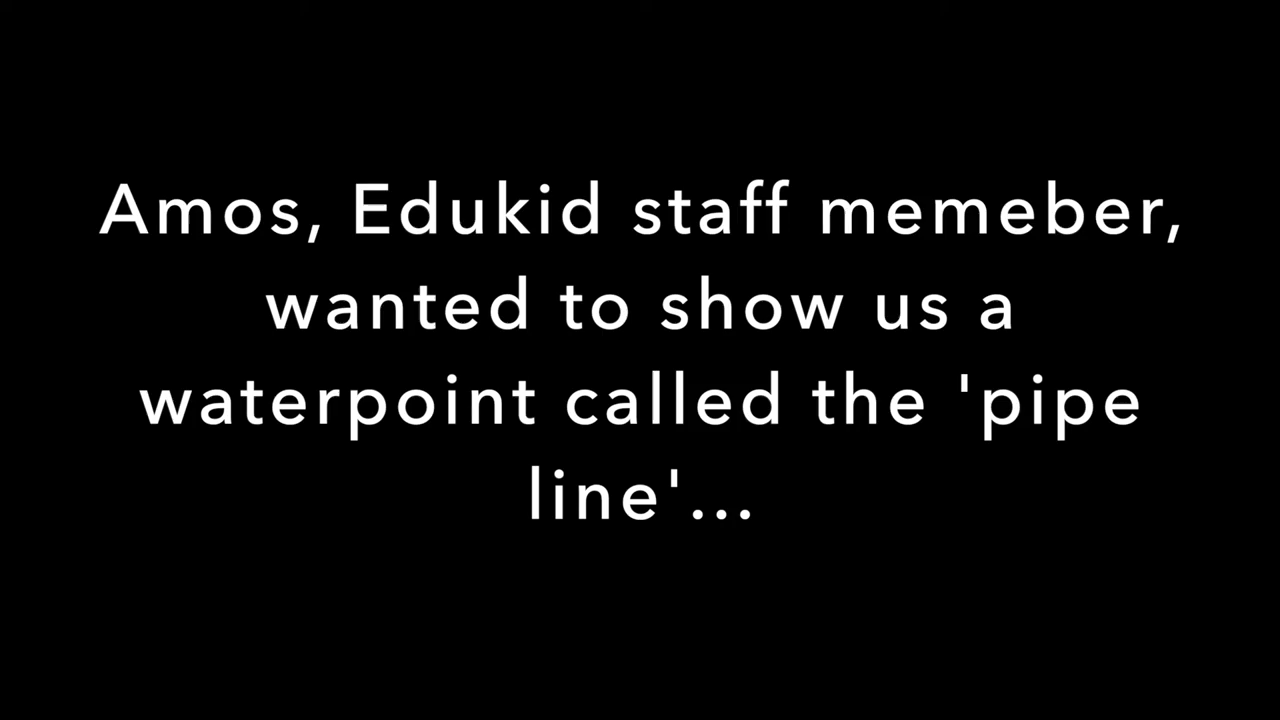 Amos, Edukid staff memeber,
wanted to show us a
waterpoint called the 'pipe
line'...